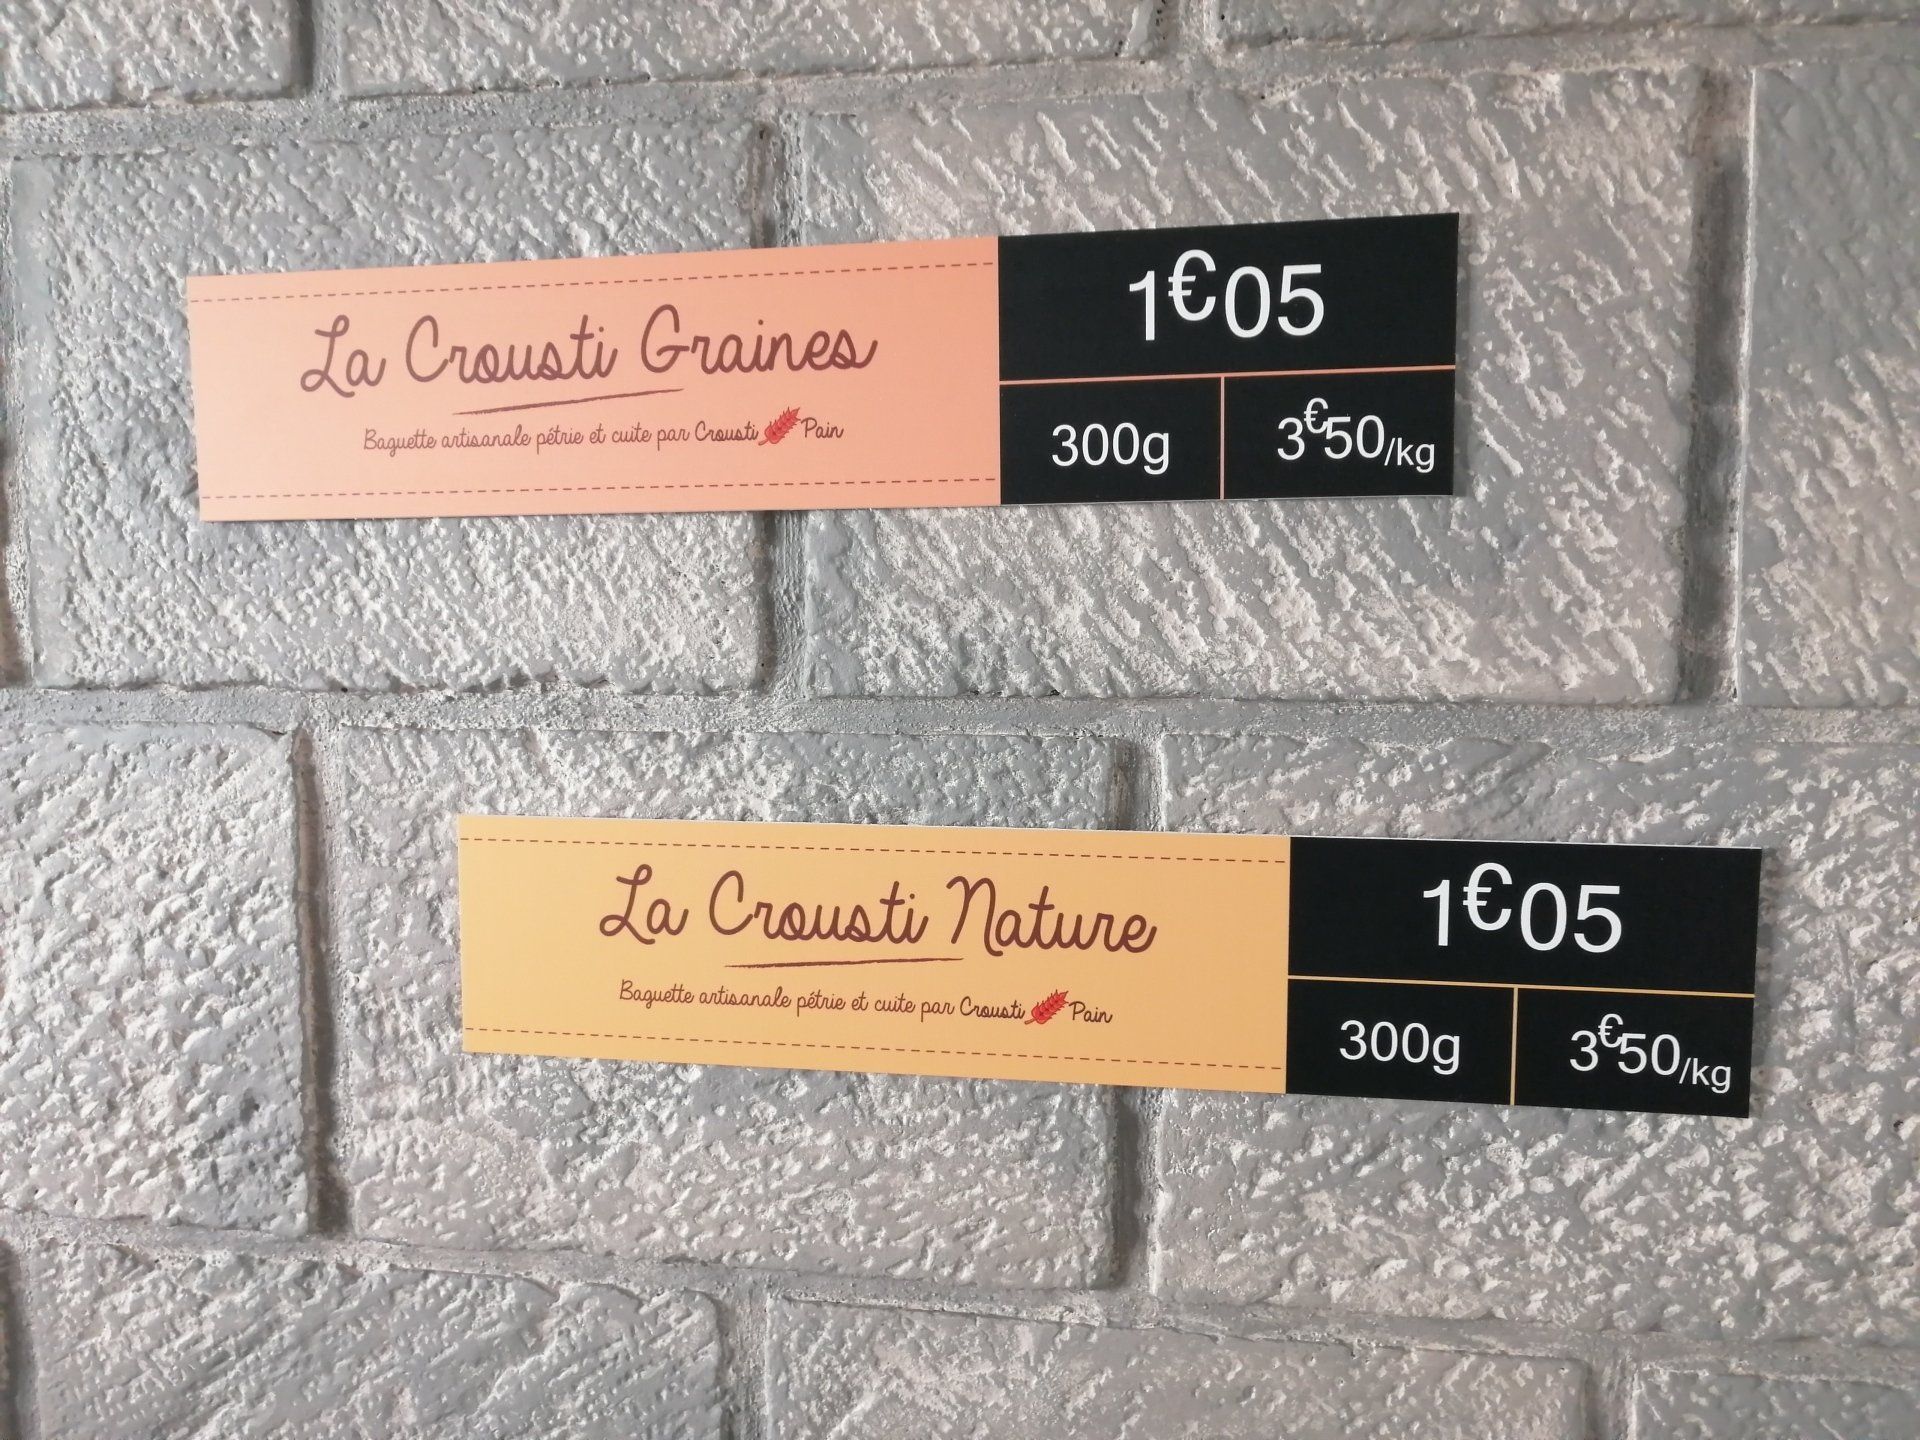 La Crousti Graines
Baguette artisanale pétrie et cuite par Crousti Pain
1€05
300g
3€50/kg
La Crousti Nature
Baguette artisanale pétrie et cuite par Crousti Pain
1€05
300g
3€50/kg